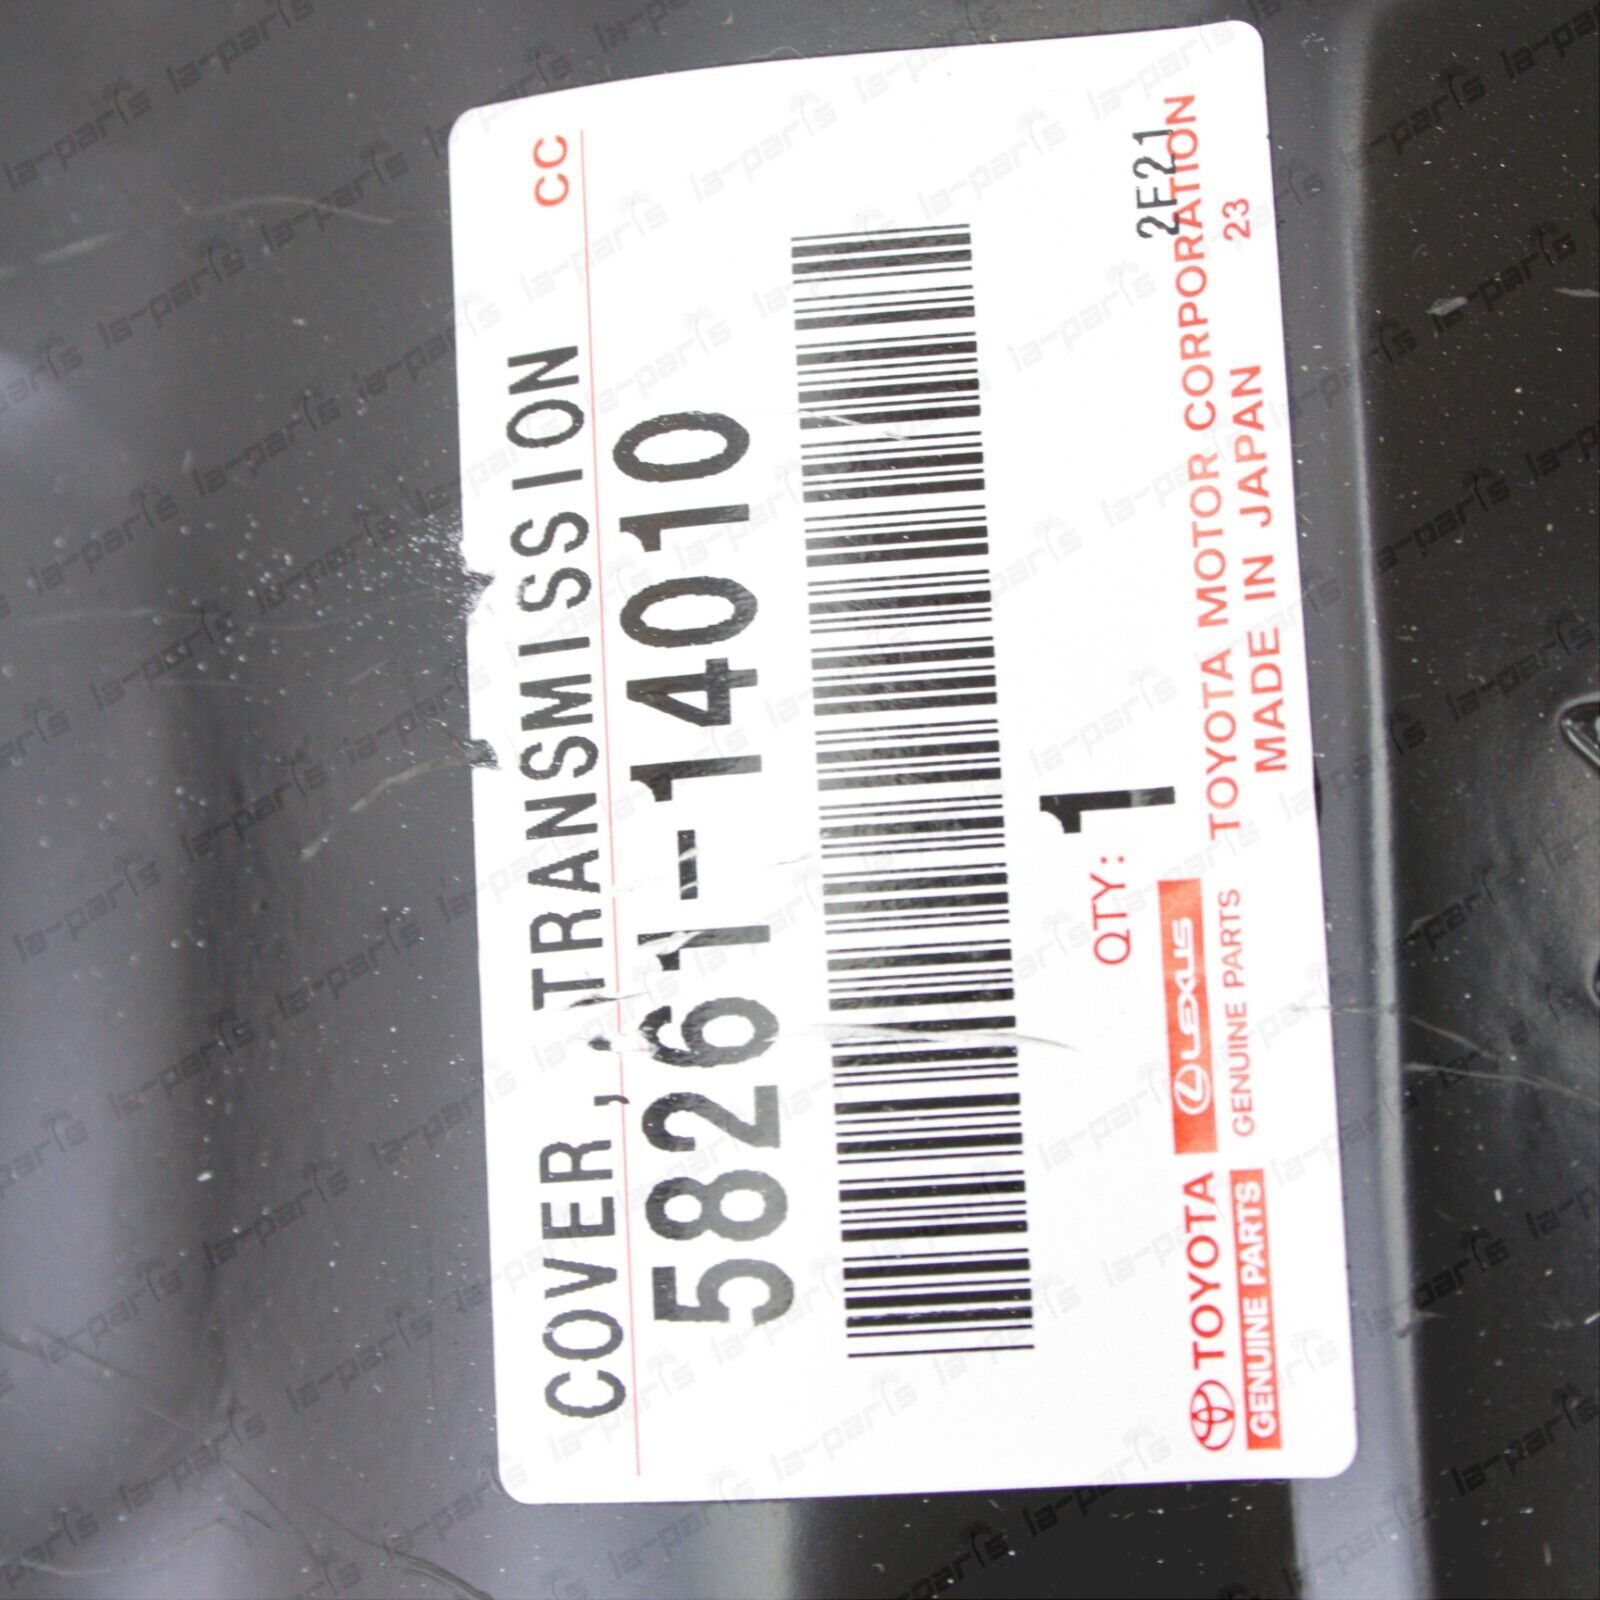 CC
COVER, TRANSMISSION
58261-14010
QTY: 1
2E21
TOYOTA LEXUS TOYOTA MOTOR CORPORATION
GENUINE PARTS GENUINE PARTS MADE IN JAPAN 23
la-parts